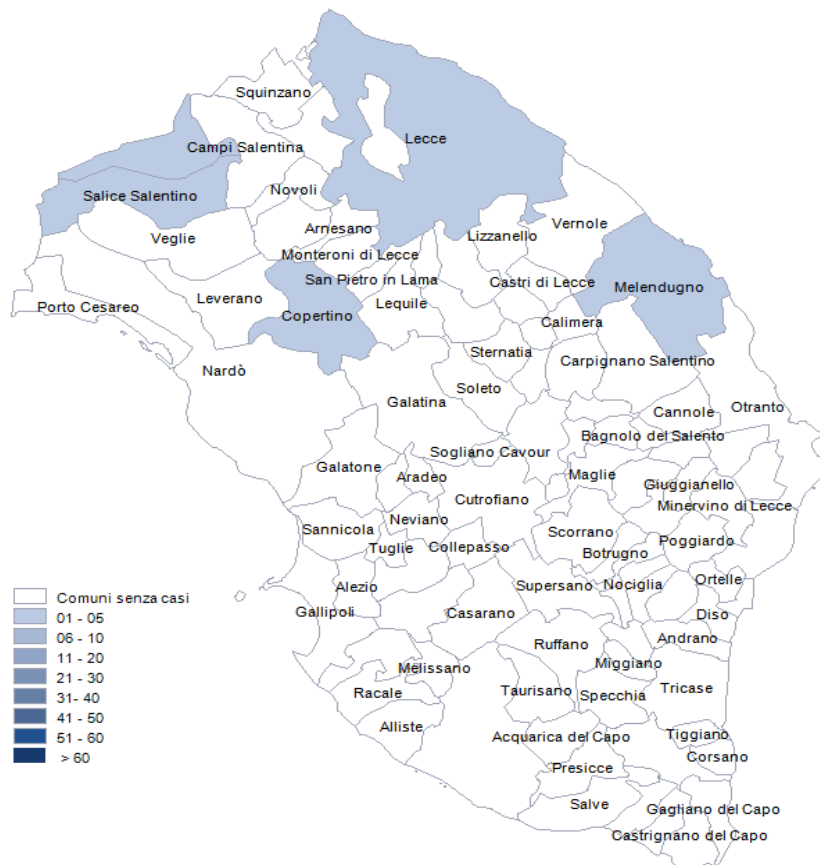 Squinzano
Lecce
Campi Salentina
Salice Salentino
Novoli
Veglie
Arnesano
Vernole
Lizzanello
Monteroni di Lecce
San Pietro in Lama
Castri di Lecce
Melendugno
Leverano
Porto Cesareo
Lequile
Copertino
Calimera
Sternatia
Carpignano Salentino
Nardò
Soleto
Galatina
Cannole
Otranto
Bagnolo del Salento
Sogliano Cavour
Galatone
Aradeo
Maglie
Giuggianello
Cutrofiano
Minervino di Lecce
Neviano
Sannicola
Scorrano
Poggiardo
Tuglie
Collepasso
Botrugno
Ortelle
Alezio
Supersano
Nociglia
Gallipoli
Casarano
Diso
Andrano
Ruffano
Miggiano
Melissano
Racale
Taurisano
Specchia
Tricase
Alliste
Acquarica del Capo
Tiggiano
Corsano
Presicce
Salve
Gagliano del Capo
Castrignano del Capo
Comuni senza casi
01 - 05
06 - 10
11 - 20
21 - 30
31- 40
41 - 50
51 - 60
> 60